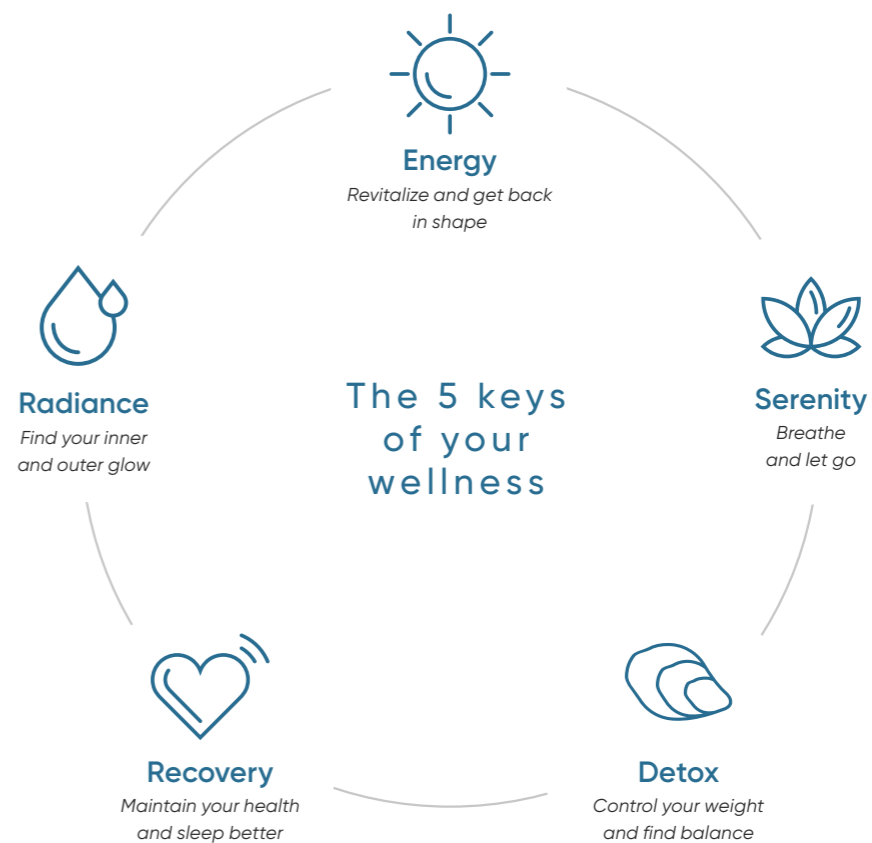 Energy
Revitalize and get back
in shape
Radiance
Find your inner
and outer glow
The 5 keys
of your
wellness
Serenity
Breathe
and let go
Recovery
Maintain your health
and sleep better
Detox
Control your weight
and find balance